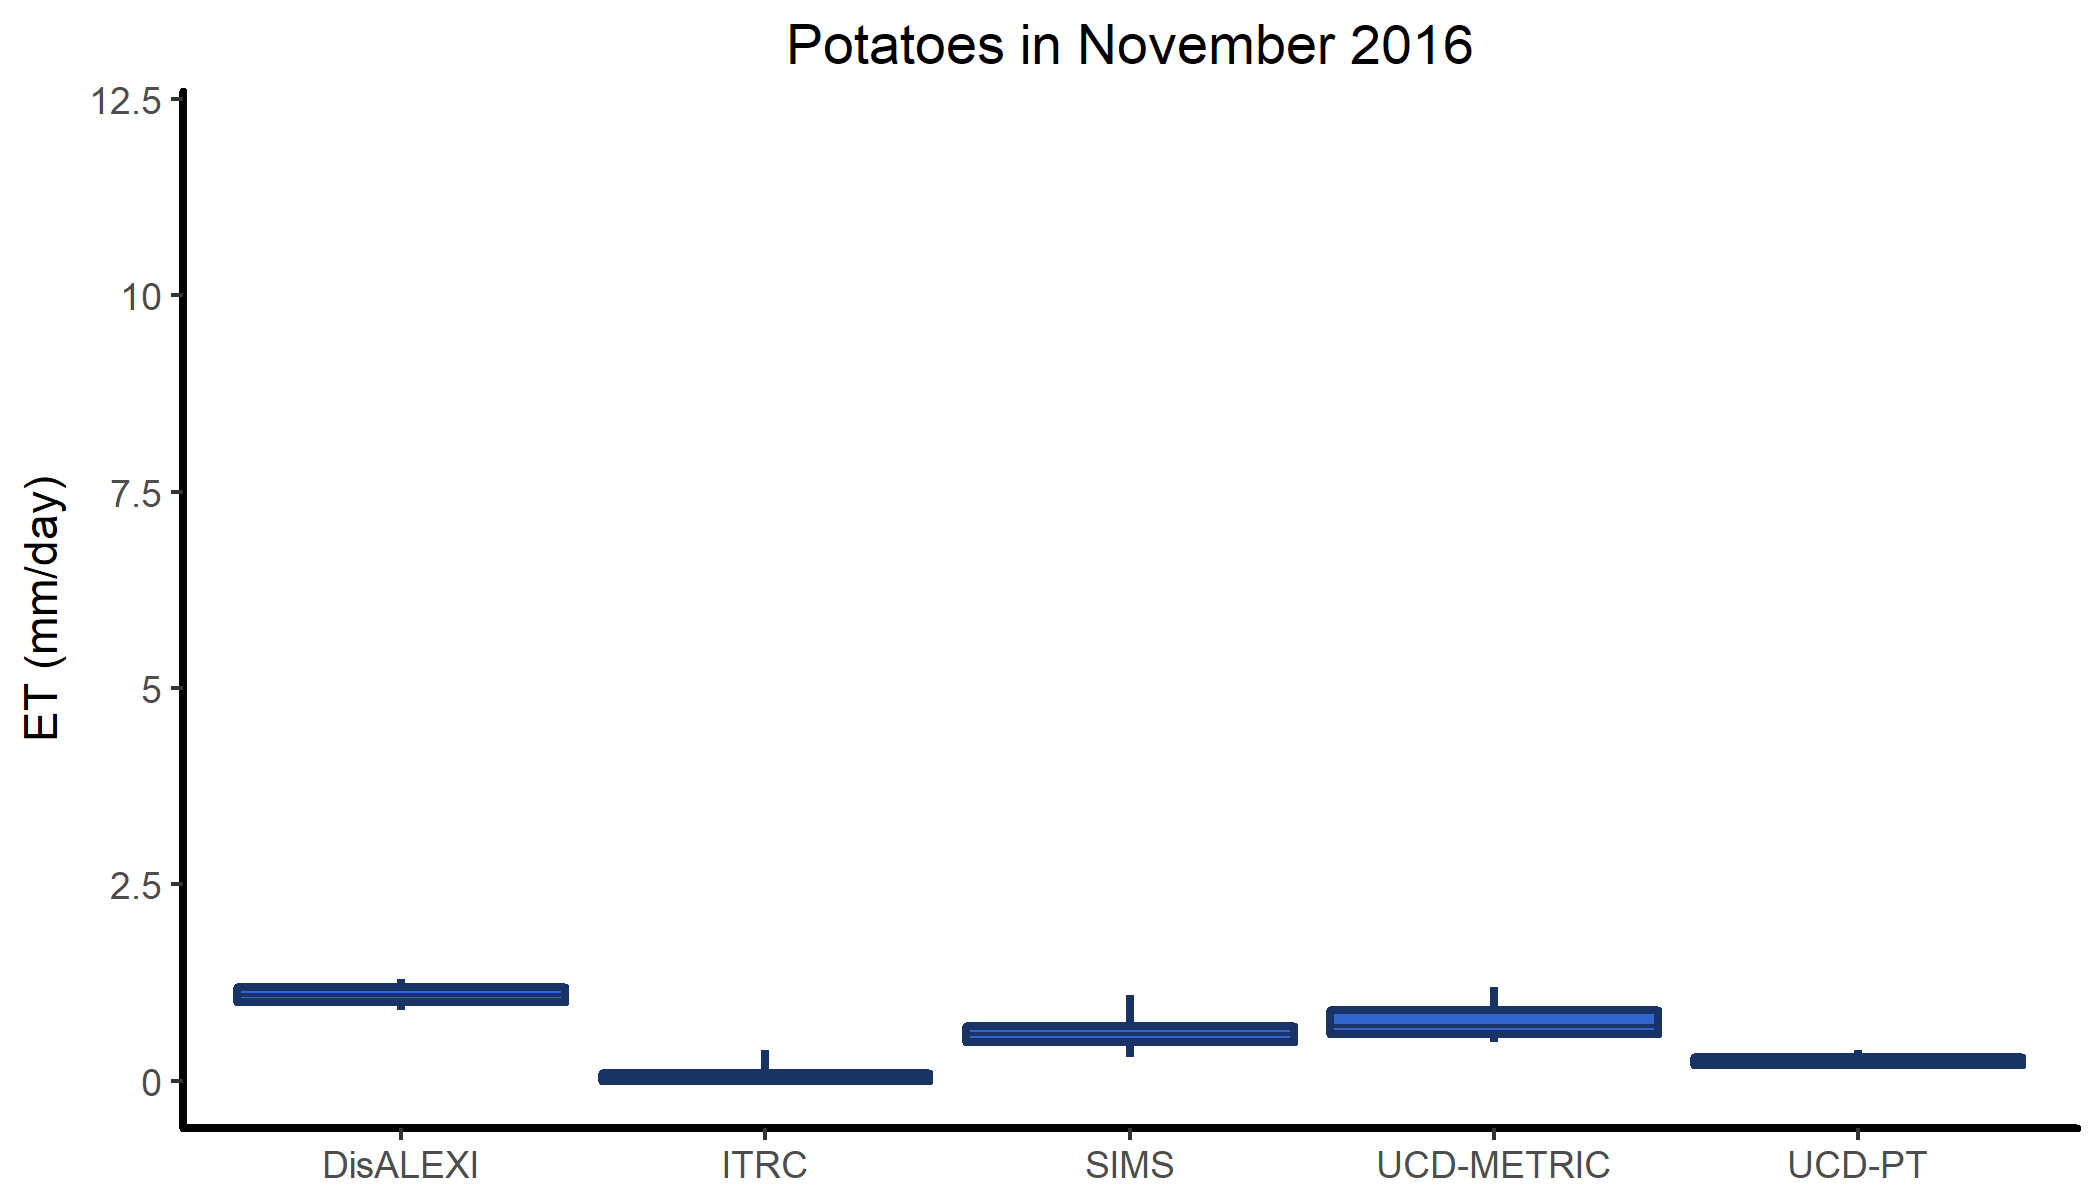 Potatoes in November 2016
ET (mm/day)
12.5
10
7.5
5
2.5
0
DisALEXI ITRC SIMS UCD-METRIC UCD-PT